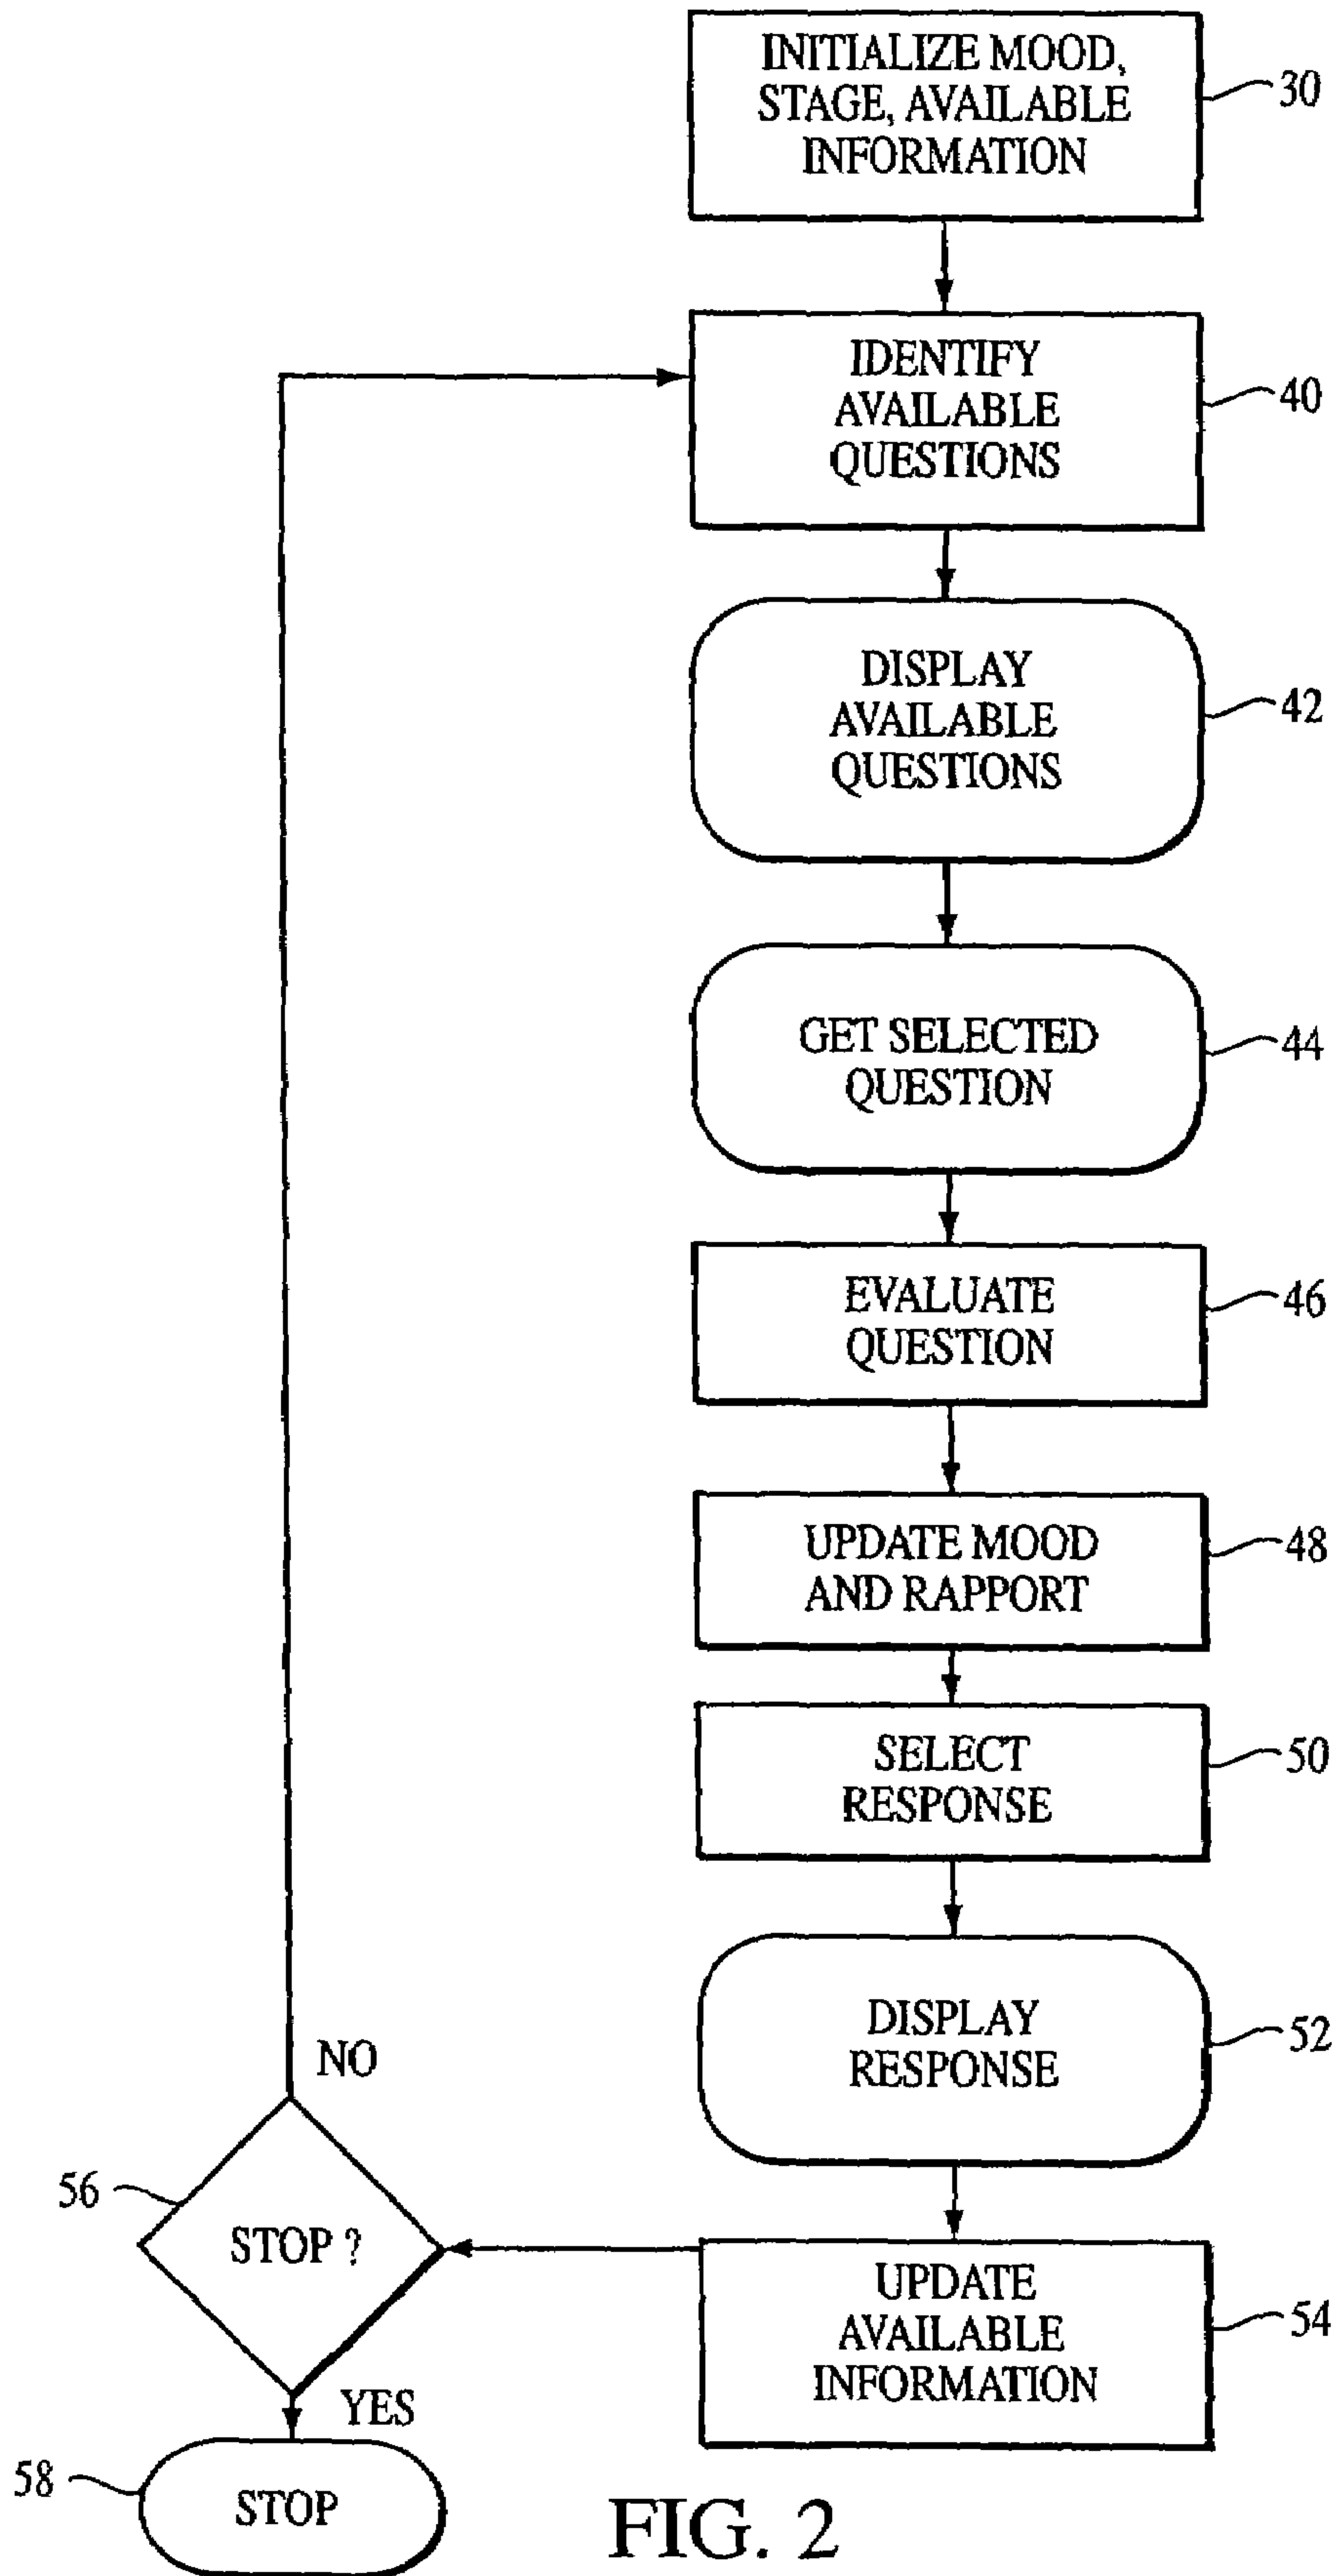 INITIALIZE MOOD,
STAGE, AVAILABLE
INFORMATION
30
IDENTIFY
AVAILABLE
QUESTIONS
40
DISPLAY
AVAILABLE
QUESTIONS
42
GET SELECTED
QUESTION
44
EVALUATE
QUESTION
46
UPDATE MOOD
AND RAPPORT
48
SELECT
RESPONSE
50
DISPLAY
RESPONSE
52
UPDATE
AVAILABLE
INFORMATION
54
NO
56
STOP ?
YES
58
STOP
FIG. 2